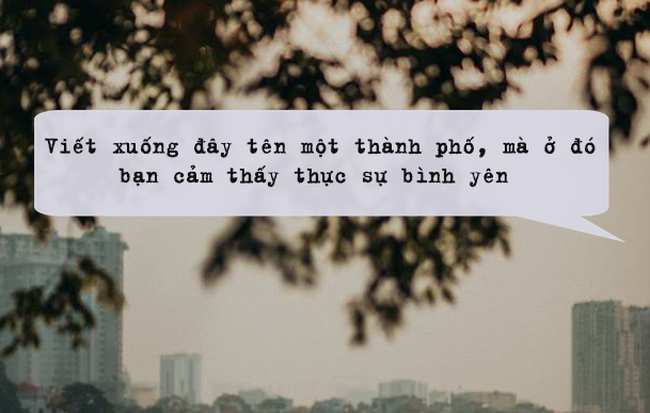 Viết xuống đây tên một thành phố, mà ở đó
bạn cảm thấy thực sự bình yên